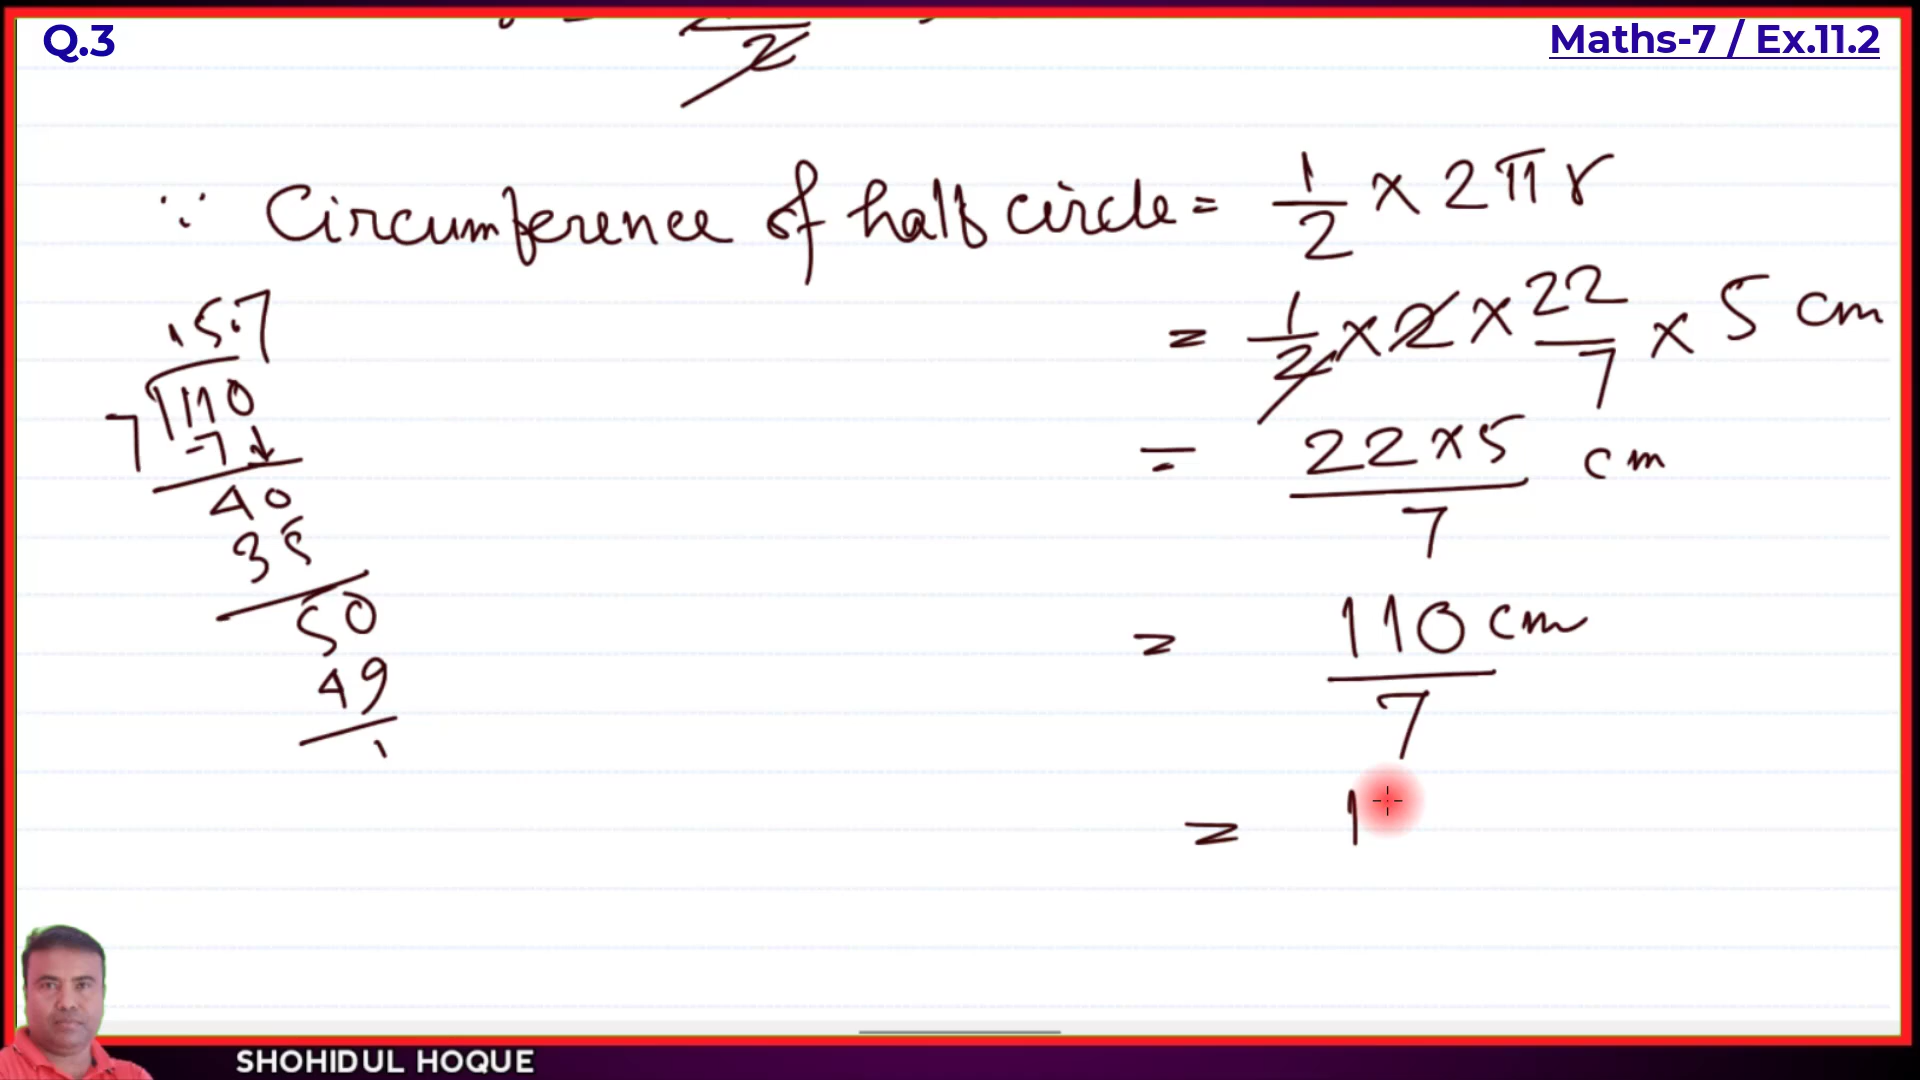 Q.3
Maths-7 / Ex.11.2
2
∵ Circumference of half circle = 1/2 × 2πr
= 1/2 × 2 × 22/7 × 5 cm
= 22×5/7 cm
= 110/7 cm
= 1
15.7
7 110
-7
40
35
50
49
1
SHOHIDUL HOQUE